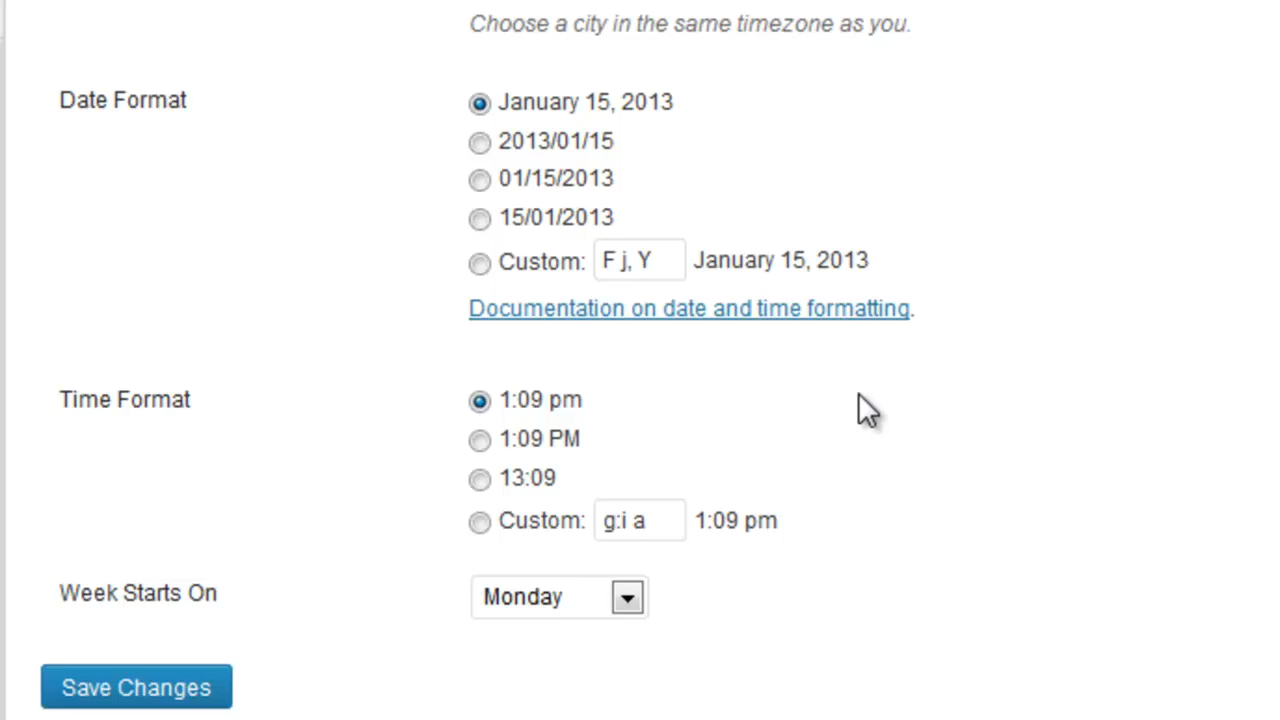 Choose a city in the same timezone as you.
Date Format
January 15, 2013
2013/01/15
01/15/2013
15/01/2013
Custom: F j, Y January 15, 2013
Documentation on date and time formatting.
Time Format
1:09 pm
1:09 PM
13:09
Custom: g:i a 1:09 pm
Week Starts On
Monday
Save Changes